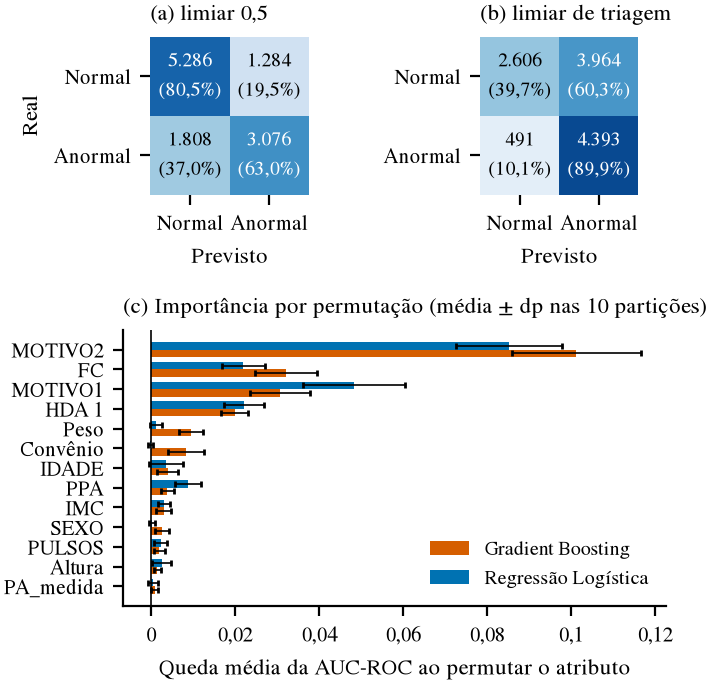 (a) limiar 0,5
(b) limiar de triagem
Real
Normal
5.286
(80,5%)
1.284
(19,5%)
Anormal
1.808
(37,0%)
3.076
(63,0%)
Normal Anormal
Previsto
Normal
2.606
(39,7%)
3.964
(60,3%)
Anormal
491
(10,1%)
4.393
(89,9%)
Normal Anormal
Previsto
(c) Importância por permutação (média ± dp nas 10 partições)
MOTIVO2
FC
MOTIVO1
HDA 1
Peso
Convênio
IDADE
PPA
IMC
SEXO
PULSOS
Altura
PA_medida
Gradient Boosting
Regressão Logística
0 0,02 0,04 0,06 0,08 0,1 0,12
Queda média da AUC-ROC ao permutar o atributo